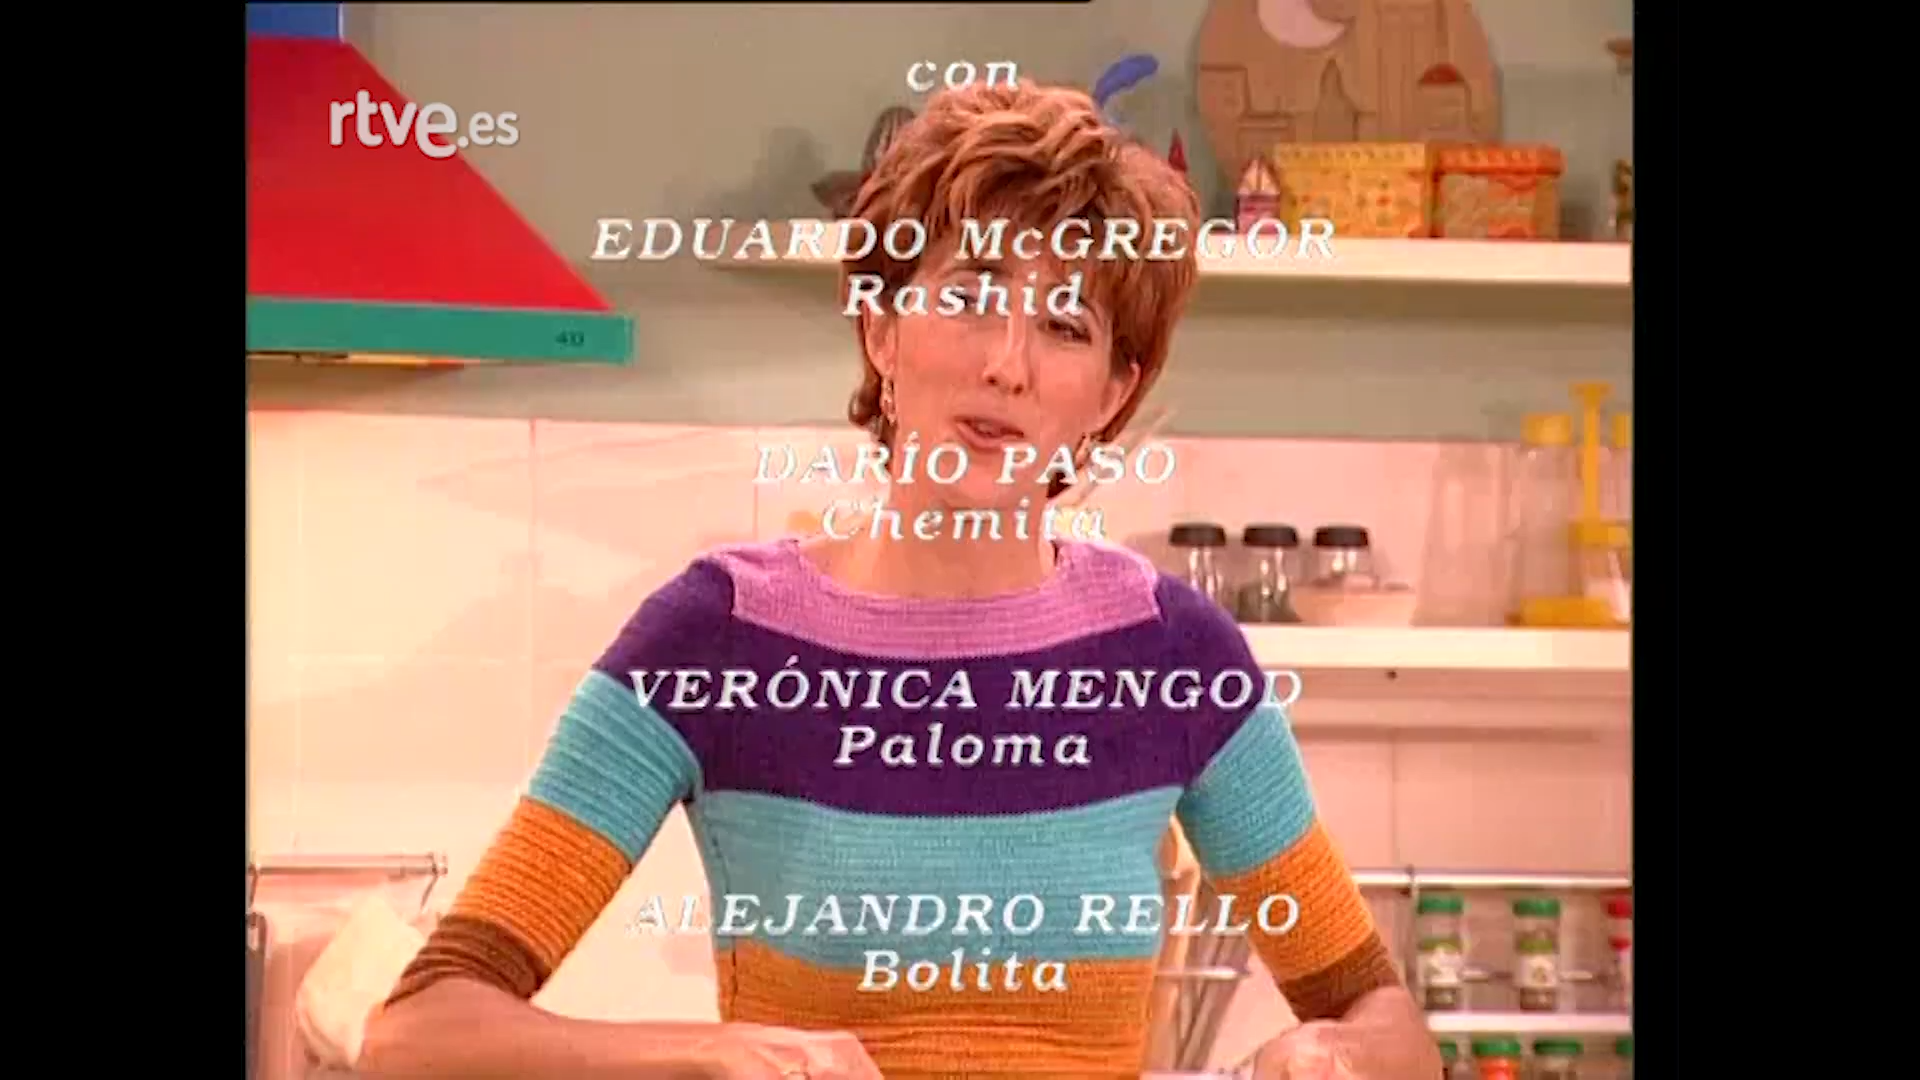 con
rtve.es
EDUARDO McGREGOR
Rashid
DARÍO PASO
Chemita
VERÓNICA MENGOD
Paloma
ALEJANDRO RELLO
Bolita